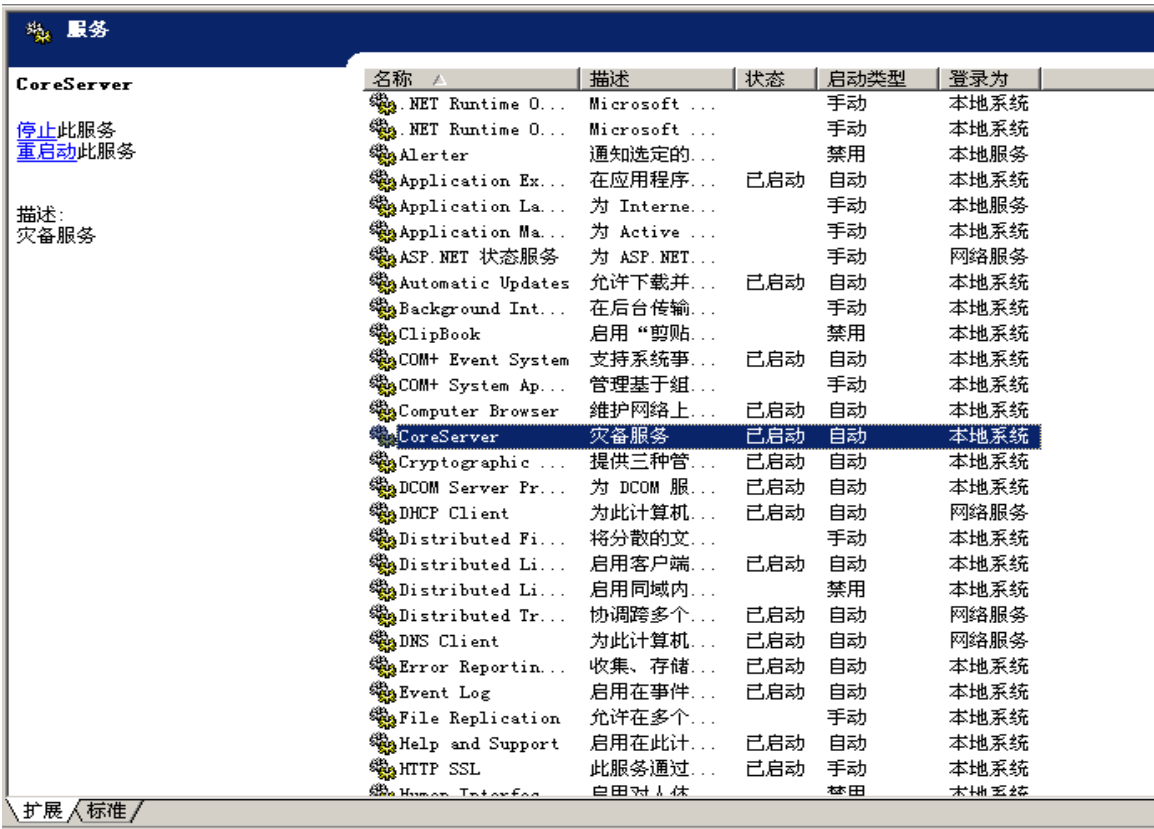 服务
CoreServer
停止此服务
重启动此服务
描述:
灾备服务
名称 描述 状态 启动类型 登录为
.NET Runtime O... Microsoft ... 手动 本地系统
.NET Runtime O... Microsoft ... 手动 本地系统
Alerter 通知选定的... 禁用 本地服务
Application Ex... 在应用程序... 已启动 自动 本地系统
Application La... 为 Interne... 手动 本地服务
Application Ma... 为 Active ... 手动 本地系统
ASP.NET 状态服务 为 ASP.NET... 手动 网络服务
Automatic Updates 允许下载并... 已启动 自动 本地系统
Background Int... 在后台传输... 手动 本地系统
ClipBook 启用“剪贴... 禁用 本地系统
COM+ Event System 支持系统事... 已启动 自动 本地系统
COM+ System Ap... 管理基于组... 手动 本地系统
Computer Browser 维护网络上... 已启动 自动 本地系统
CoreServer 灾备服务 已启动 自动 本地系统
Cryptographic ... 提供三种管... 已启动 自动 本地系统
DCOM Server Pr... 为 DCOM 服... 已启动 自动 本地系统
DHCP Client 为此计算机... 已启动 自动 网络服务
Distributed Fi... 将分散的文... 手动 本地系统
Distributed Li... 启用客户端... 已启动 自动 本地系统
Distributed Li... 启用同域内... 禁用 本地系统
Distributed Tr... 协调跨多个... 已启动 自动 网络服务
DNS Client 为此计算机... 已启动 自动 网络服务
Error Reportin... 收集、存储... 已启动 自动 本地系统
Event Log 启用在事件... 已启动 自动 本地系统
File Replication 允许在多个... 手动 本地系统
Help and Support 启用在此计... 已启动 自动 本地系统
HTTP SSL 此服务通过... 已启动 手动 本地系统
Human Interfac... 启用对人体... 禁用 本地系统
扩展 标准